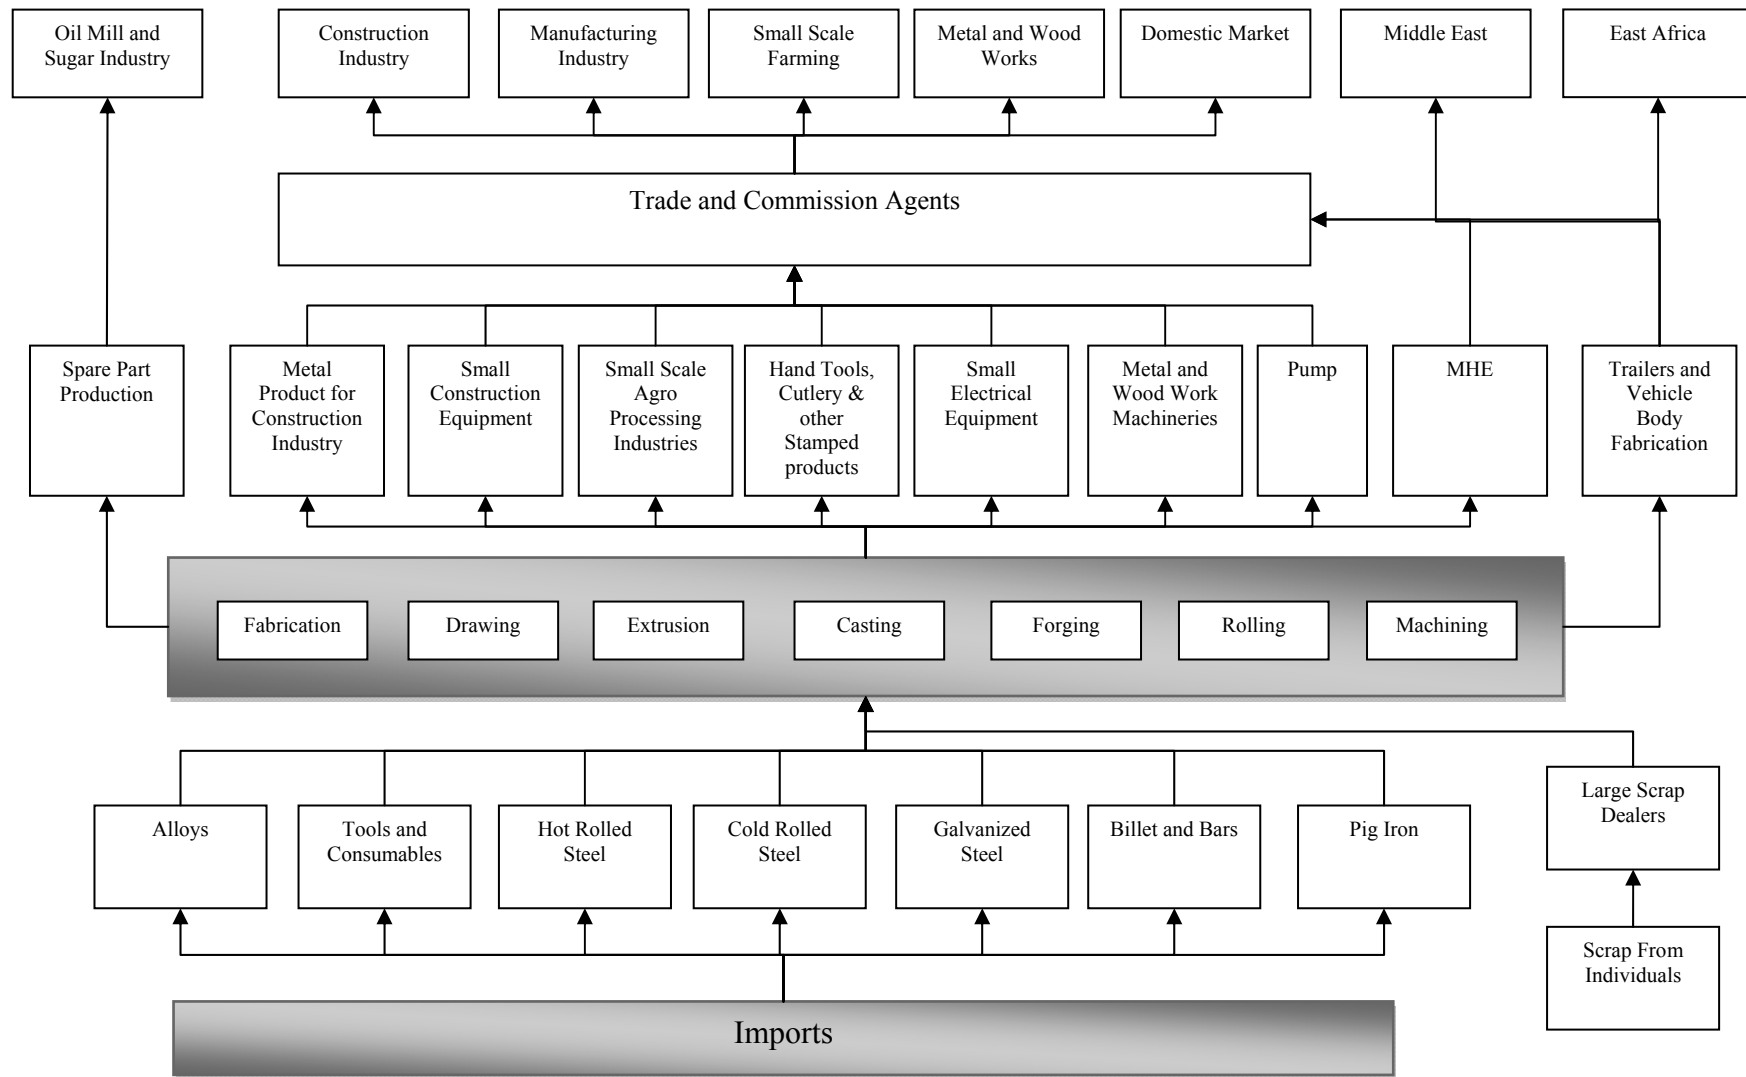 Oil Mill and
Sugar Industry
Construction
Industry
Manufacturing
Industry
Small Scale
Farming
Metal and Wood
Works
Domestic Market
Middle East
East Africa
Trade and Commission Agents
Spare Part
Production
Metal
Product for
Construction
Industry
Small
Construction
Equipment
Small Scale
Agro
Processing
Industries
Hand Tools,
Cutlery &
other
Stamped
products
Small
Electrical
Equipment
Metal and
Wood Work
Machineries
Pump
MHE
Trailers and
Vehicle
Body
Fabrication
Fabrication
Drawing
Extrusion
Casting
Forging
Rolling
Machining
Alloys
Tools and
Consumables
Hot Rolled
Steel
Cold Rolled
Steel
Galvanized
Steel
Billet and Bars
Pig Iron
Large Scrap
Dealers
Scrap From
Individuals
Imports